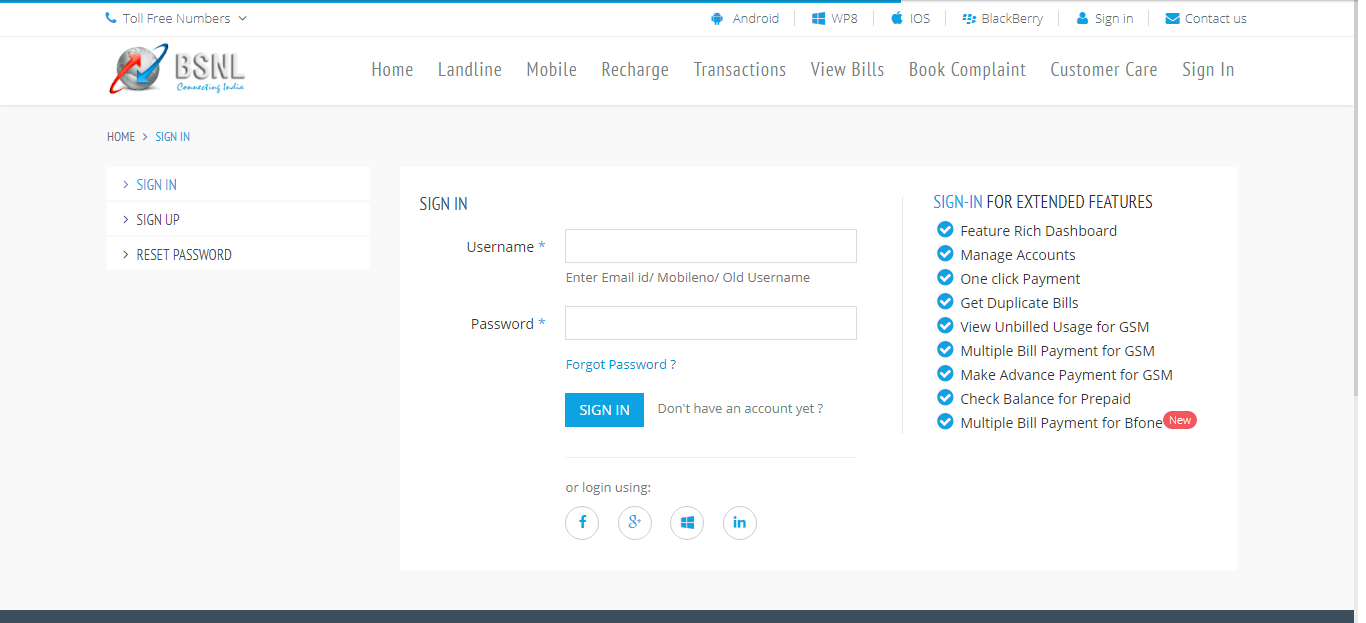 Toll Free Numbers
Android WP8 IOS BlackBerry Sign in Contact us
BSNL
Connecting India
Home Landline Mobile Recharge Transactions View Bills Book Complaint Customer Care Sign In
HOME > SIGN IN
> SIGN IN
> SIGN UP
> RESET PASSWORD
SIGN IN
Username *
Enter Email id/ Mobileno/ Old Username
Password *
Forgot Password ?
SIGN IN Don't have an account yet ?
or login using:
f g+ in
SIGN-IN FOR EXTENDED FEATURES
Feature Rich Dashboard
Manage Accounts
One click Payment
Get Duplicate Bills
View Unbilled Usage for GSM
Multiple Bill Payment for GSM
Make Advance Payment for GSM
Check Balance for Prepaid
Multiple Bill Payment for Bfone New